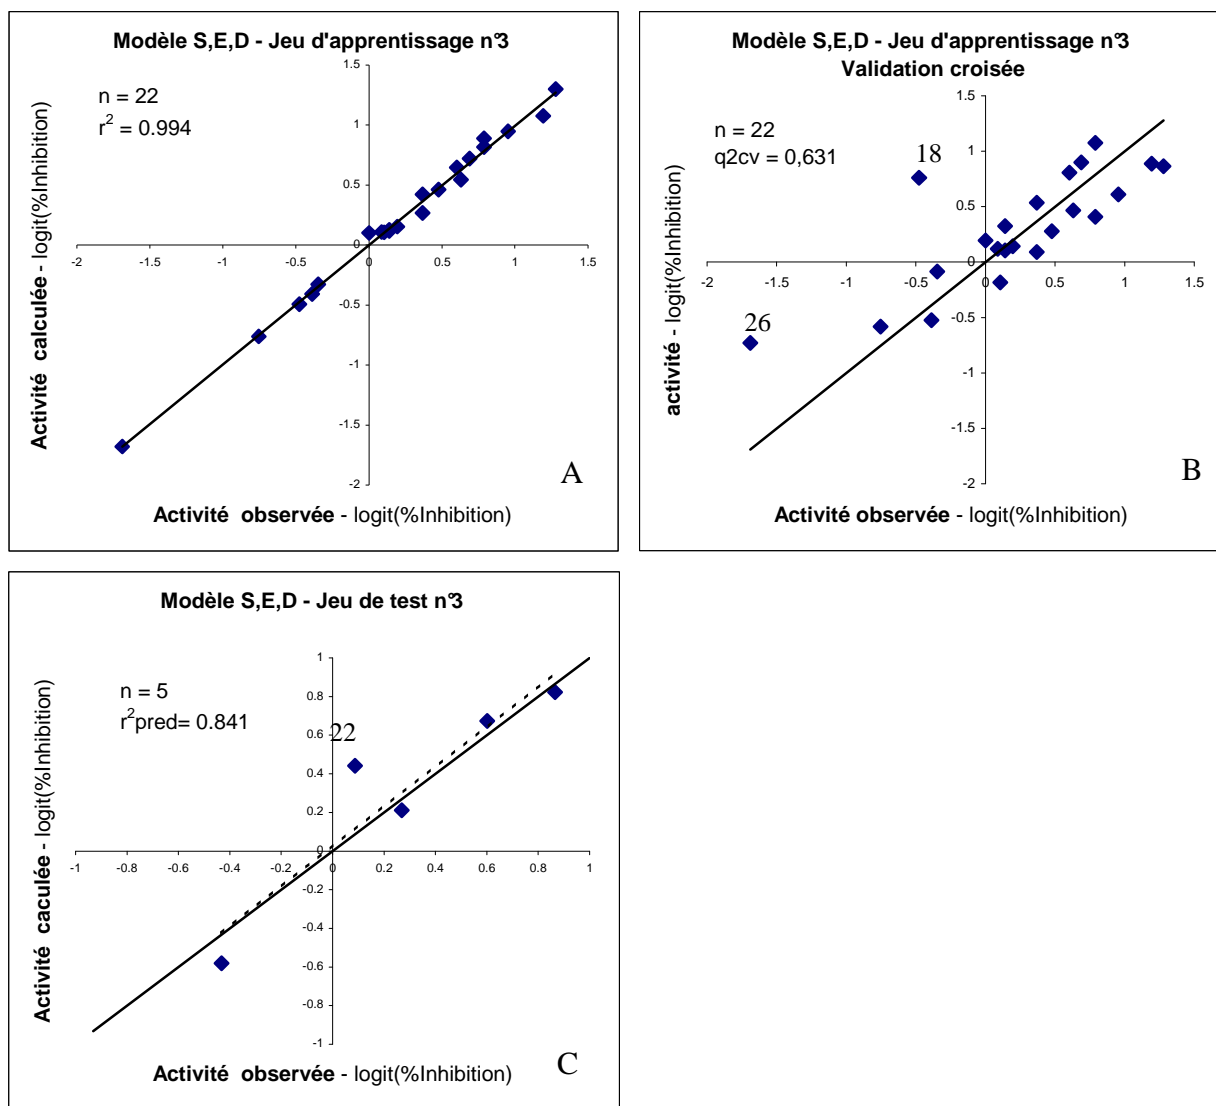 Modèle S,E,D - Jeu d'apprentissage n°3
n = 22
r² = 0.994
Activité calculée - logit(%Inhibition)
1.5
1
0.5
0
-2 -1.5 -1 -0.5 0 0.5 1 1.5
-0.5
-1
-1.5
-2
A
Activité observée - logit(%Inhibition)
Modèle S,E,D - Jeu d'apprentissage n°3
Validation croisée
n = 22
q2cv = 0,631
activité - logit(%Inhibition)
18
26
1.5
1
0.5
0
-2 -1.5 -1 -0.5 0 0.5 1 1.5
-0.5
-1
-1.5
-2
B
Activité observée - logit(%Inhibition)
Modèle S,E,D - Jeu de test n°3
n = 5
r²pred= 0.841
22
Activité caculée - logit(%Inhibition)
1
0.8
0.6
0.4
0.2
0
-1 -0.8 -0.6 -0.4 -0.2 0 0.2 0.4 0.6 0.8 1
-0.2
-0.4
-0.6
-0.8
-1
C
Activité observée - logit(%Inhibition)